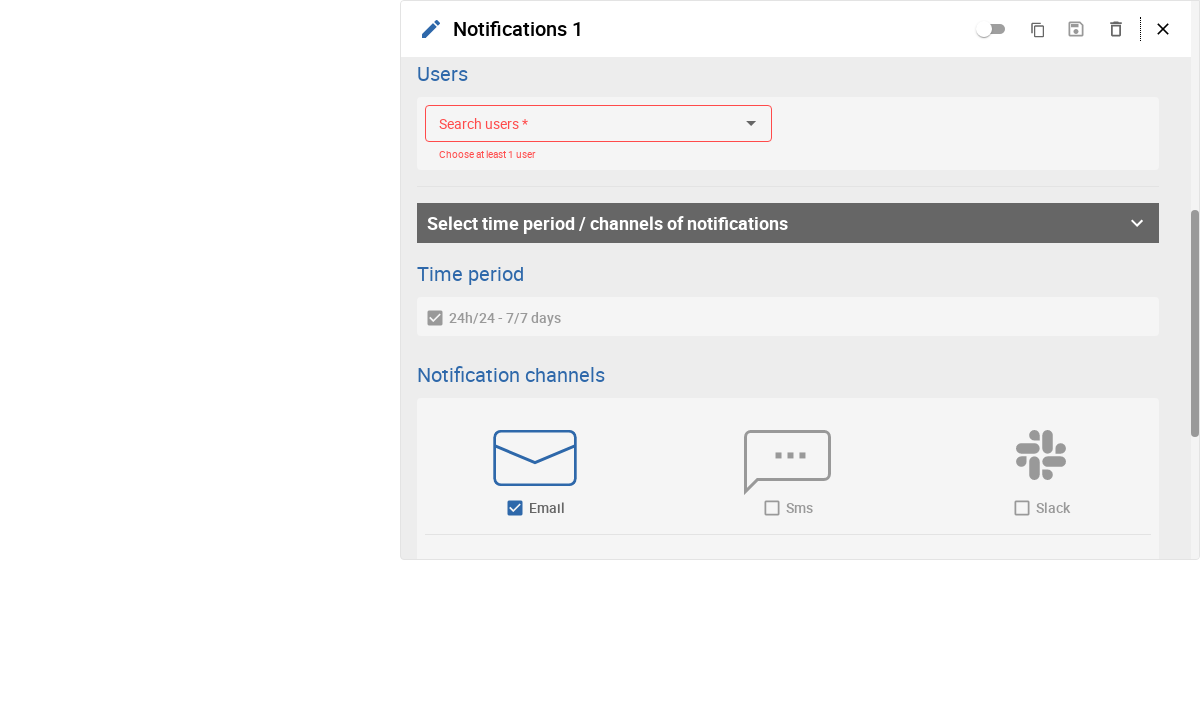 Notifications 1
Users
Search users *
Choose at least 1 user
Select time period / channels of notifications
Time period
24h/24 - 7/7 days
Notification channels
Email
Sms
Slack